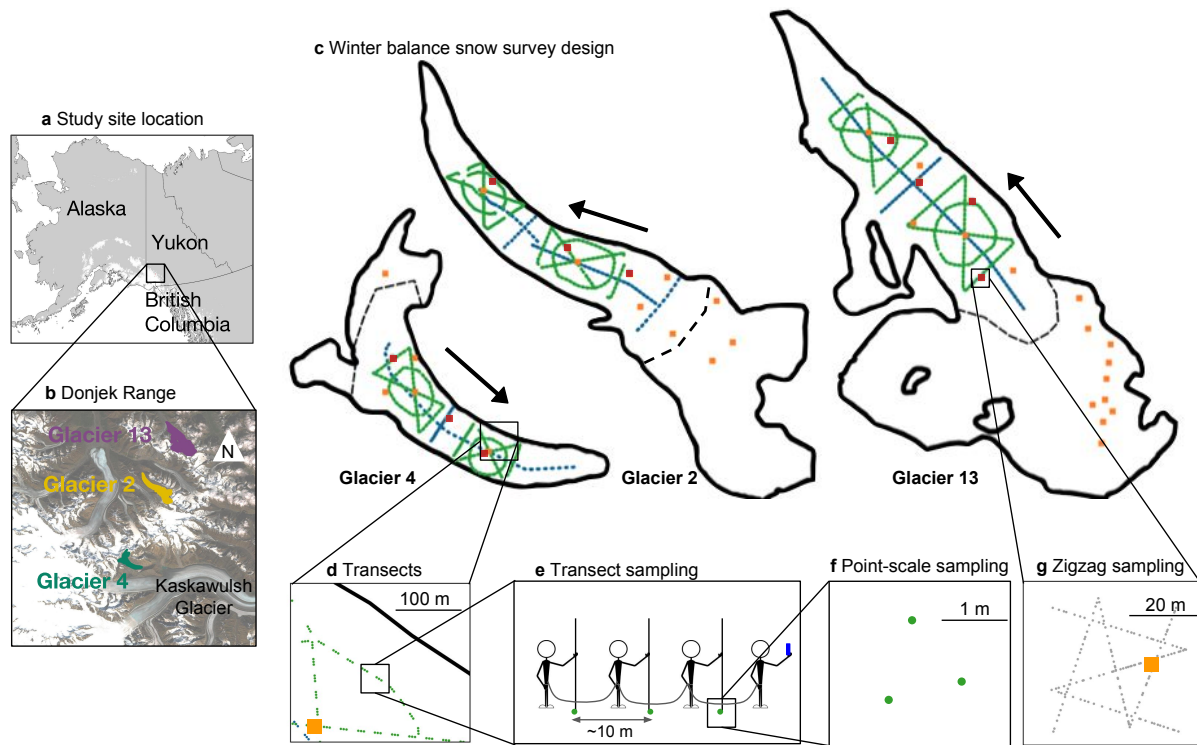 c Winter balance snow survey design
a Study site location
Alaska
Yukon
British
Columbia
b Donjek Range
Glacier 13
N
Glacier 2
Glacier 4
Kaskawulsh
Glacier
Glacier 4
Glacier 2
Glacier 13
d Transects
100 m
e Transect sampling
~10 m
f Point-scale sampling
1 m
g Zigzag sampling
20 m